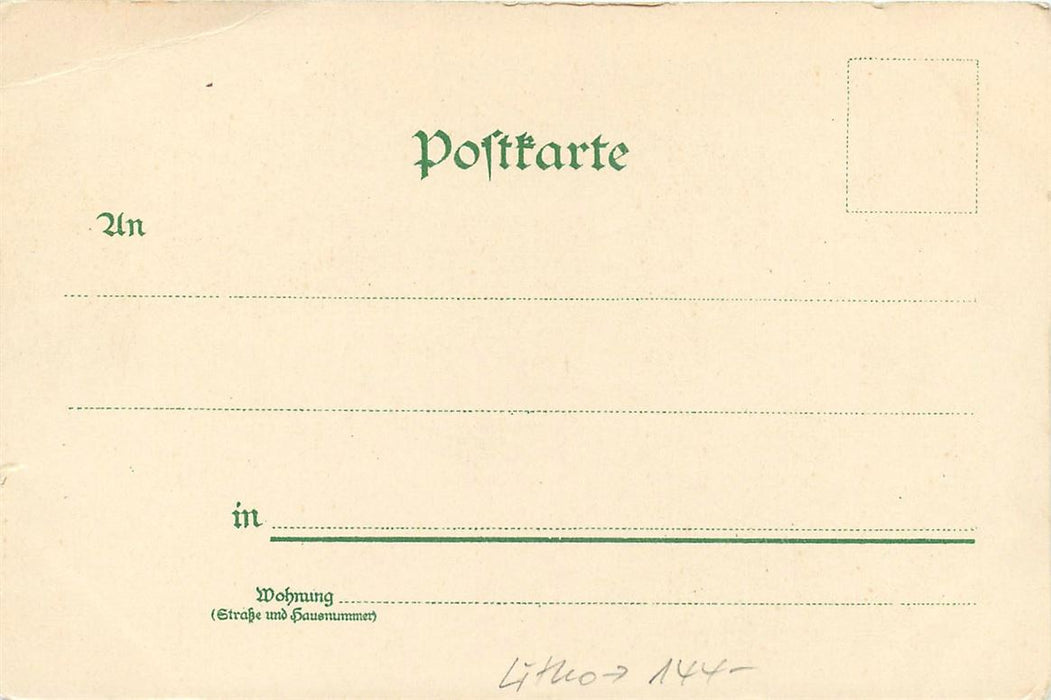 Postkarte
An
in
Wohnung
(Straße und Hausnummer)
Litho → 144-